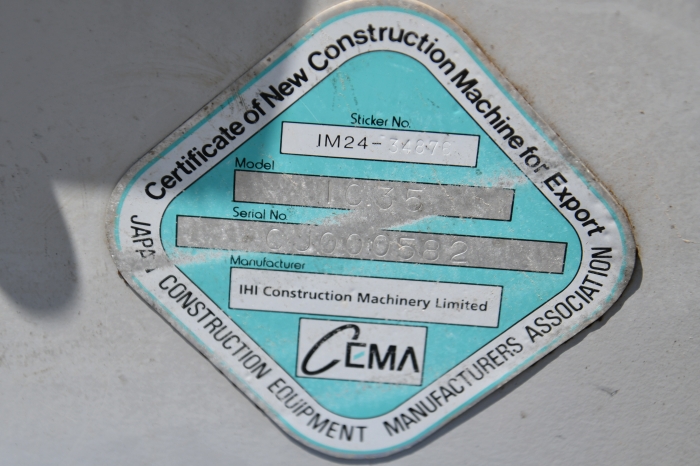 Certificate of New Construction Machine for Export
Sticker No.
IM24-
Model
Serial No.
Manufacturer
IHI Construction Machinery Limited
CEMA
CONSTRUCTION EQUIPMENT MANUFACTURERS ASSOCIATION